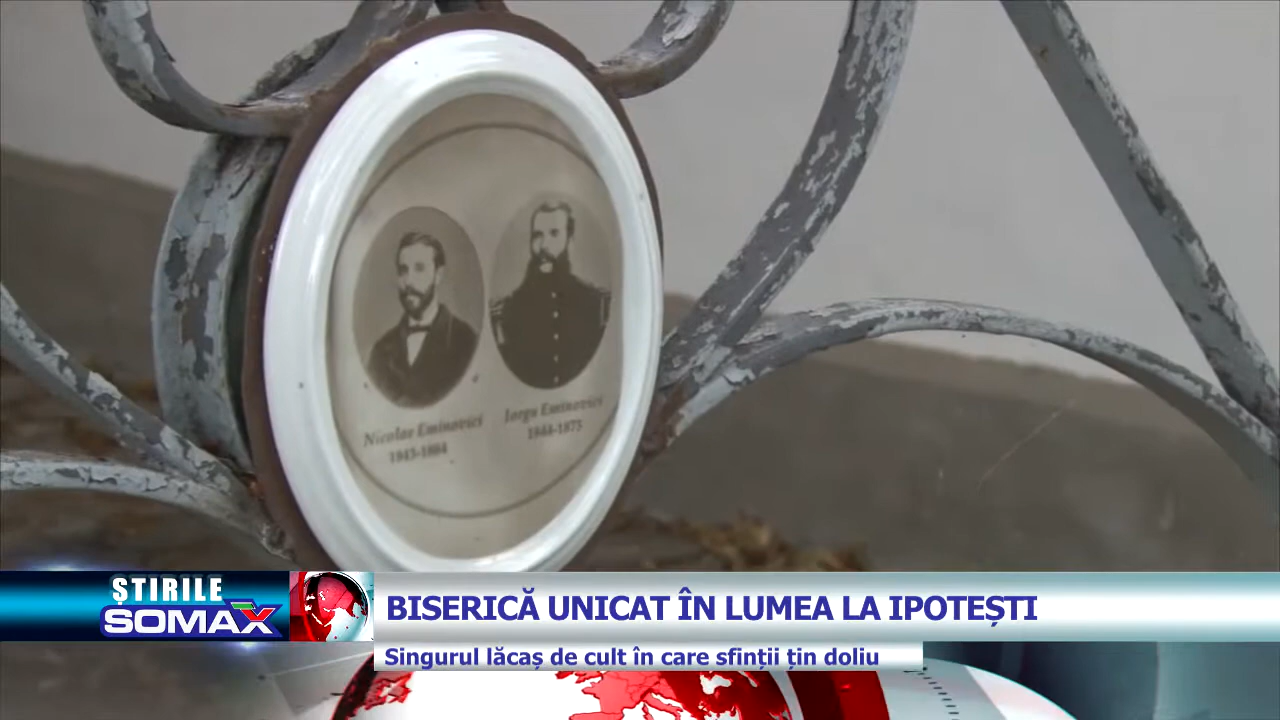 Nicolae Eminovici
1843-1884
Iorgu Eminovici
1844-1873
ȘTIRILE
SOMAX
BISERICĂ UNICAT ÎN LUMEA LA IPOTEȘTI
Singurul lăcaș de cult în care sfinții țin doliu